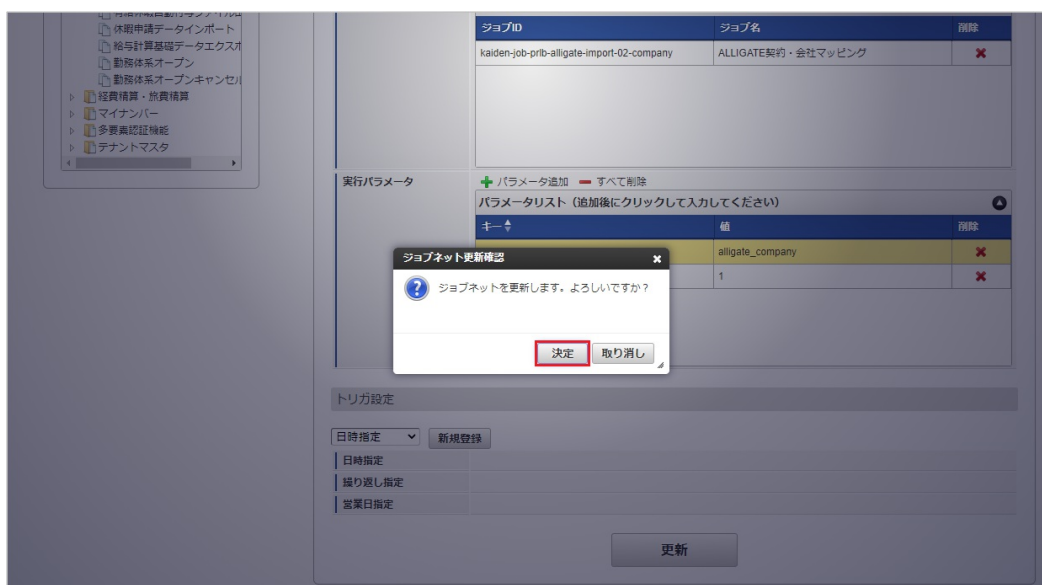 休暇申請データインポート
給与計算基礎データエクスポ
勤務体系オープン
勤務体系オープンキャンセル
経費精算・旅費精算
マイナンバー
多要素認証機能
テナントマスタ
ジョブID
ジョブ名
削除
kaiden-job-prlb-alligate-import-02-company
ALLIGATE契約・会社マッピング
実行パラメータ
パラメータ追加
すべて削除
パラメータリスト（追加後にクリックして入力してください）
キー
値
削除
alligate_company
1
ジョブネット更新確認
ジョブネットを更新します。よろしいですか？
決定
取り消し
トリガ設定
日時指定
新規登録
日時指定
繰り返し指定
営業日指定
更新